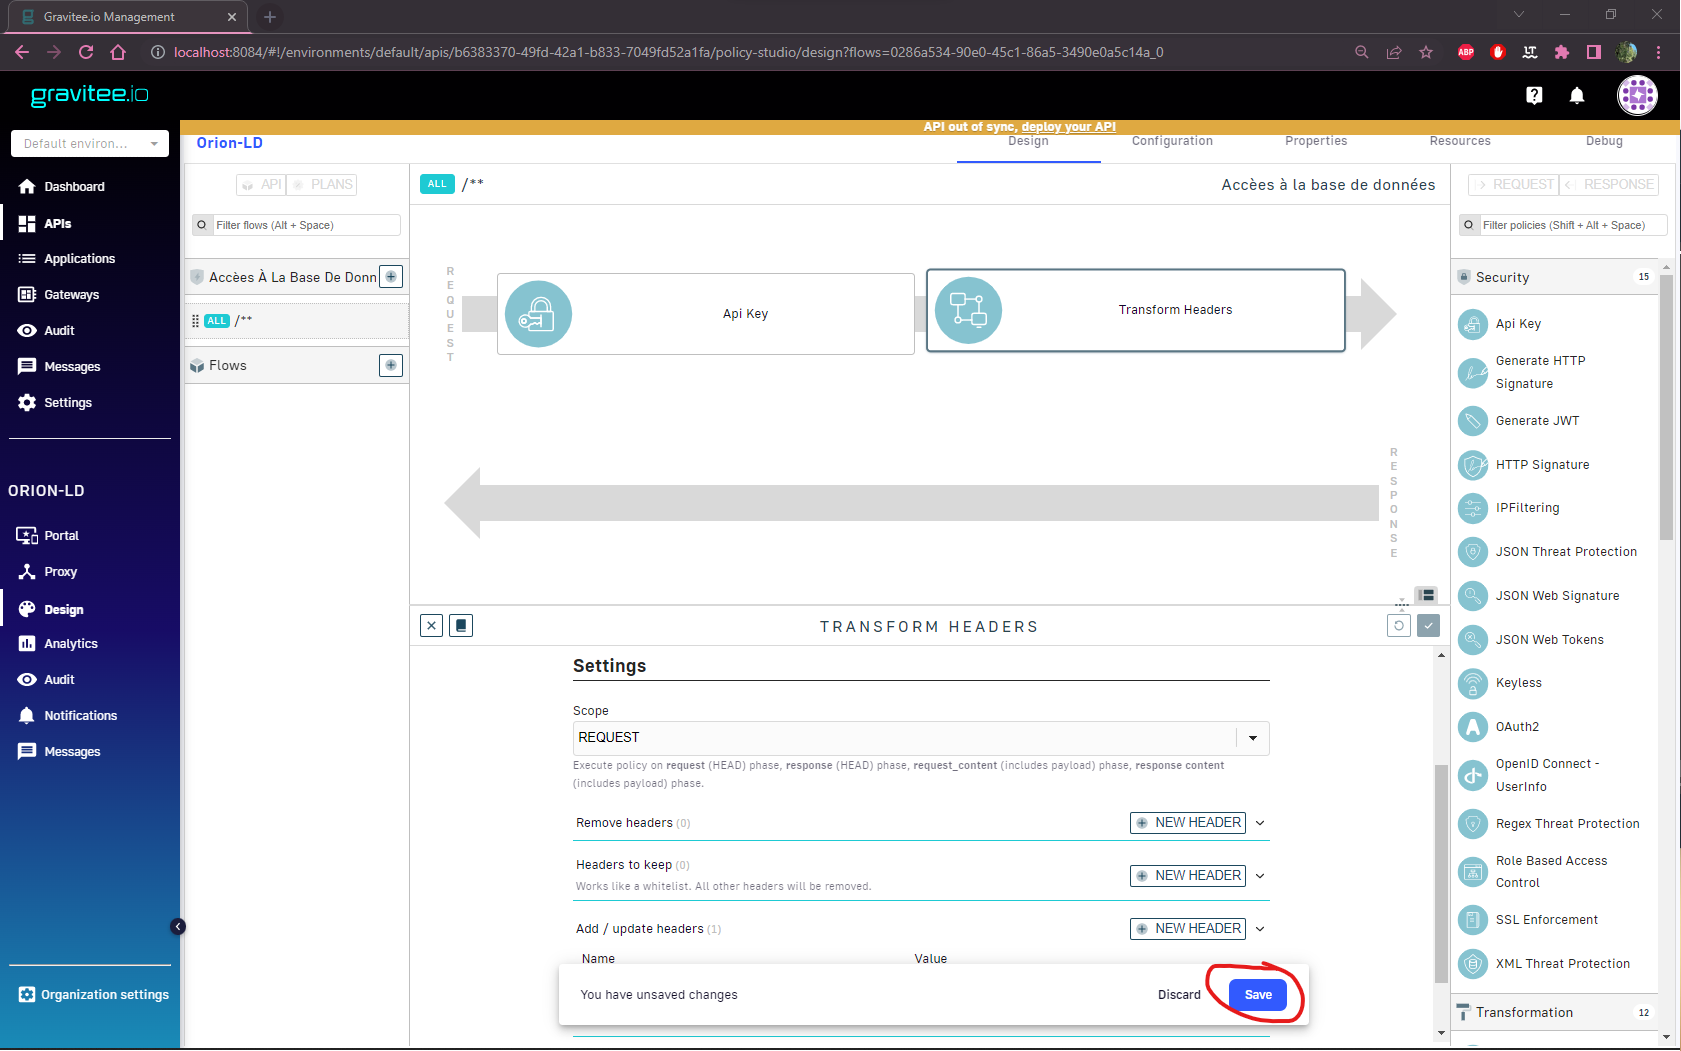 Gravitee.io Management
localhost:8084/#!/environments/default/apis/b6383370-49fd-42a1-b833-7049fd52a1fa/policy-studio/design?flows=0286a534-90e0-45c1-86a5-3490e0a5c14a_0
ABP
LT
gravitee.io
API out of sync, deploy your API
Default environ...
Dashboard
APIs
Applications
Gateways
Audit
Messages
Settings
ORION-LD
Portal
Proxy
Design
Analytics
Audit
Notifications
Messages
Organization settings
Orion-LD
Design
Configuration
Properties
Resources
Debug
API
PLANS
Filter flows (Alt + Space)
Accèes À La Base De Donn
ALL /**
Flows
ALL /**
Accèes à la base de données
REQUEST
Api Key
Transform Headers
RESPONSE
TRANSFORM HEADERS
Settings
Scope
REQUEST
Execute policy on request (HEAD) phase, response (HEAD) phase, request_content (includes payload) phase, response content
(includes payload) phase.
Remove headers (0)
NEW HEADER
Headers to keep (0)
Works like a whitelist. All other headers will be removed.
NEW HEADER
Add / update headers (1)
NEW HEADER
Name
Value
You have unsaved changes
Discard
Save
REQUEST
RESPONSE
Filter policies (Shift + Alt + Space)
Security
15
Api Key
Generate HTTP
Signature
Generate JWT
HTTP Signature
IPFiltering
JSON Threat Protection
JSON Web Signature
JSON Web Tokens
Keyless
OAuth2
OpenID Connect -
UserInfo
Regex Threat Protection
Role Based Access
Control
SSL Enforcement
XML Threat Protection
Transformation
12